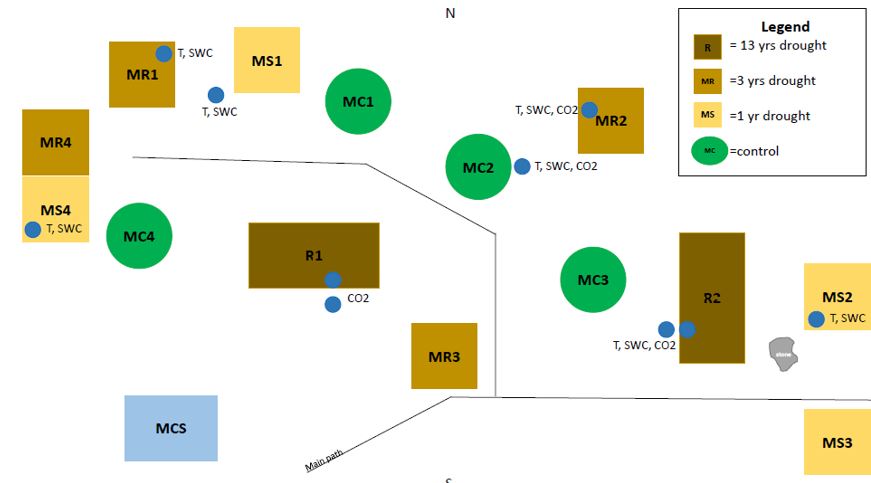 N
Legend
R = 13 yrs drought
MR =3 yrs drought
MS =1 yr drought
MC =control
MR1
T, SWC
MS1
T, SWC
MC1
T, SWC, CO2
MR2
MR4
MC2
T, SWC, CO2
MS4
T, SWC
MC4
R1
CO2
MC3
R2
T, SWC, CO2
MS2
T, SWC
stone
MR3
MCS
Main path
MS3
S